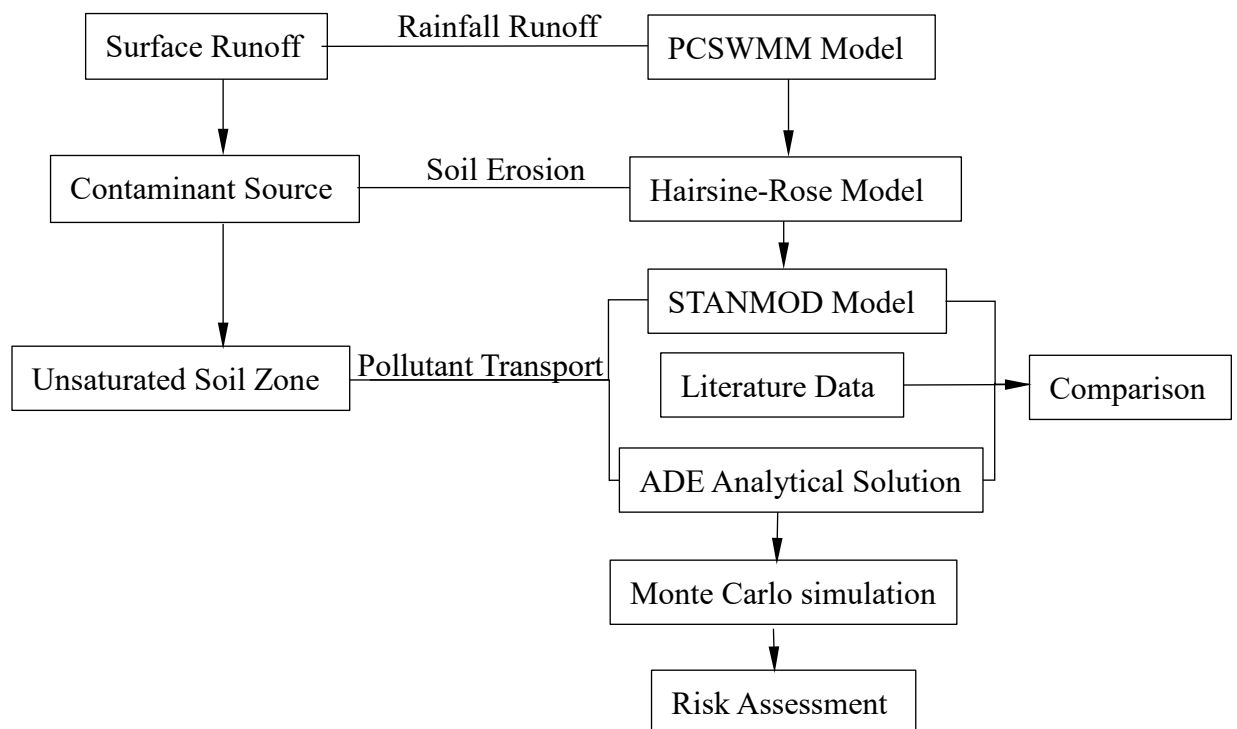 Surface Runoff
Rainfall Runoff
PCSWMM Model
Contaminant Source
Soil Erosion
Hairsine-Rose Model
STANMOD Model
Unsaturated Soil Zone
Pollutant Transport
Literature Data
Comparison
ADE Analytical Solution
Monte Carlo simulation
Risk Assessment